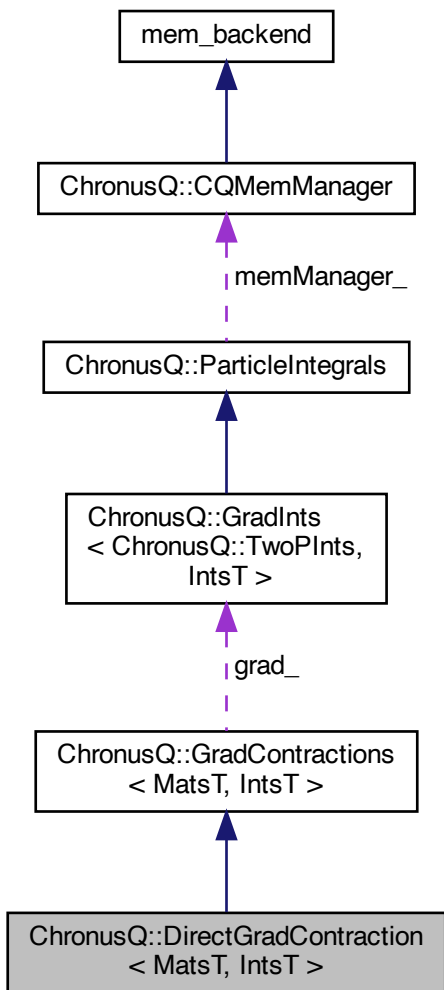 mem_backend
ChronusQ::CQMemManager
memManager_
ChronusQ::ParticleIntegrals
ChronusQ::GradInts
< ChronusQ::TwoPInts,
IntsT >
grad_
ChronusQ::GradContractions
< MatsT, IntsT >
ChronusQ::DirectGradContraction
< MatsT, IntsT >